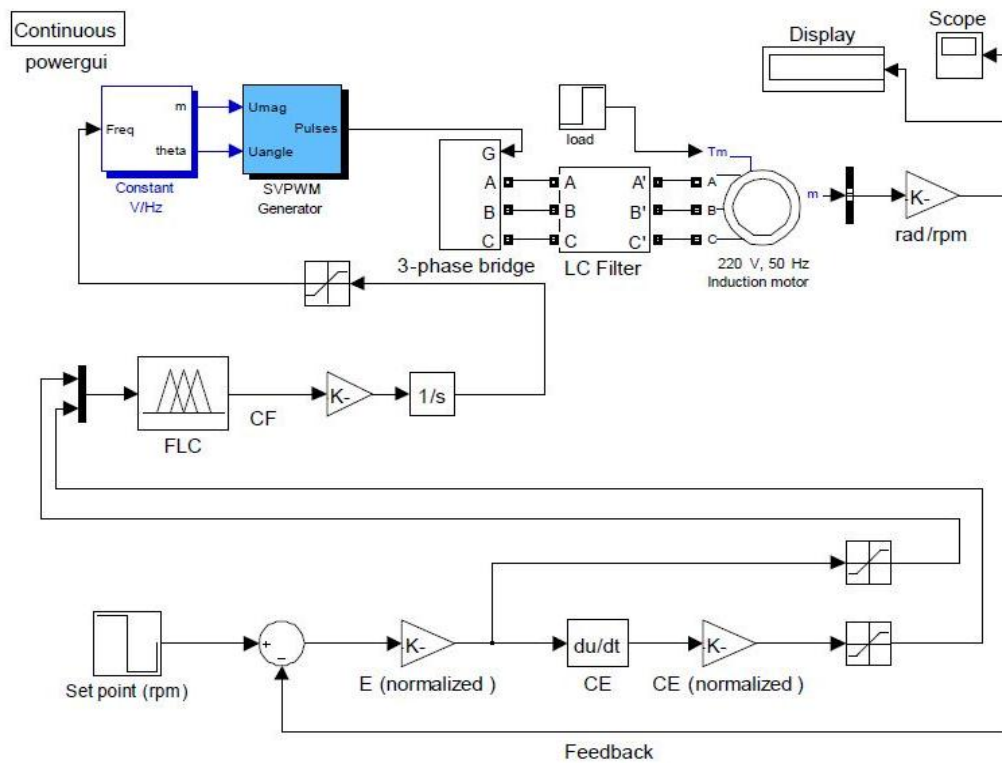 Continuous
powergui
Scope
Display
Freq
m
theta
Constant
V/Hz
Umag
Uangle
Pulses
SVPWM
Generator
load
G
A
B
C
3-phase bridge
A
B
C
A'
B'
C'
LC Filter
Tm
A
B
C
m
220 V, 50 Hz
Induction motor
-K-
rad/rpm
FLC
CF
-K-
1/s
Set point (rpm)
+
−
-K-
E (normalized )
du/dt
CE
-K-
CE (normalized )
Feedback